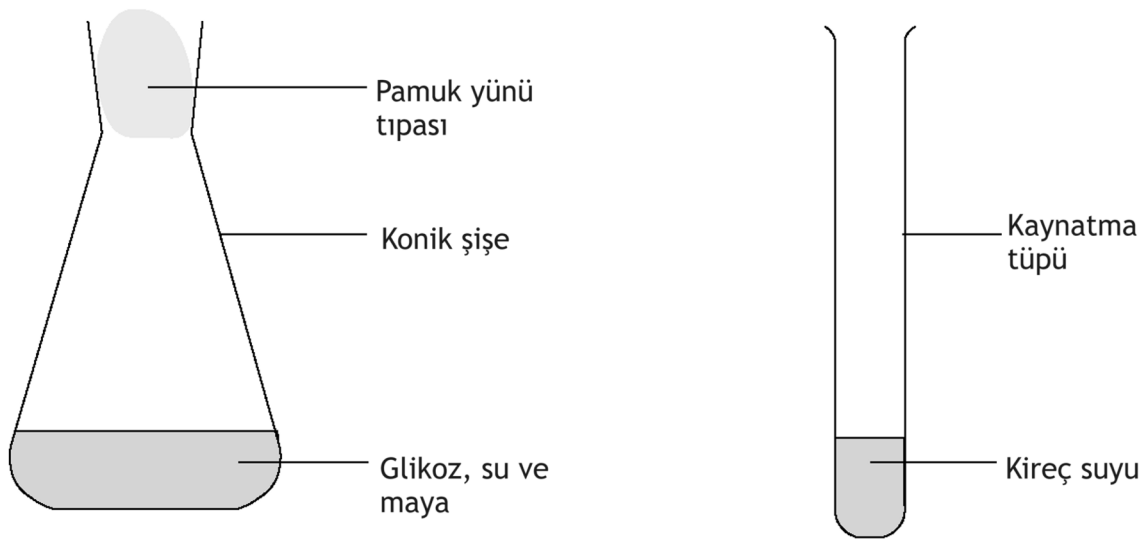 Pamuk yünü
tıpası
Konik şişe
Glikoz, su ve
maya
Kaynatma
tüpü
Kireç suyu